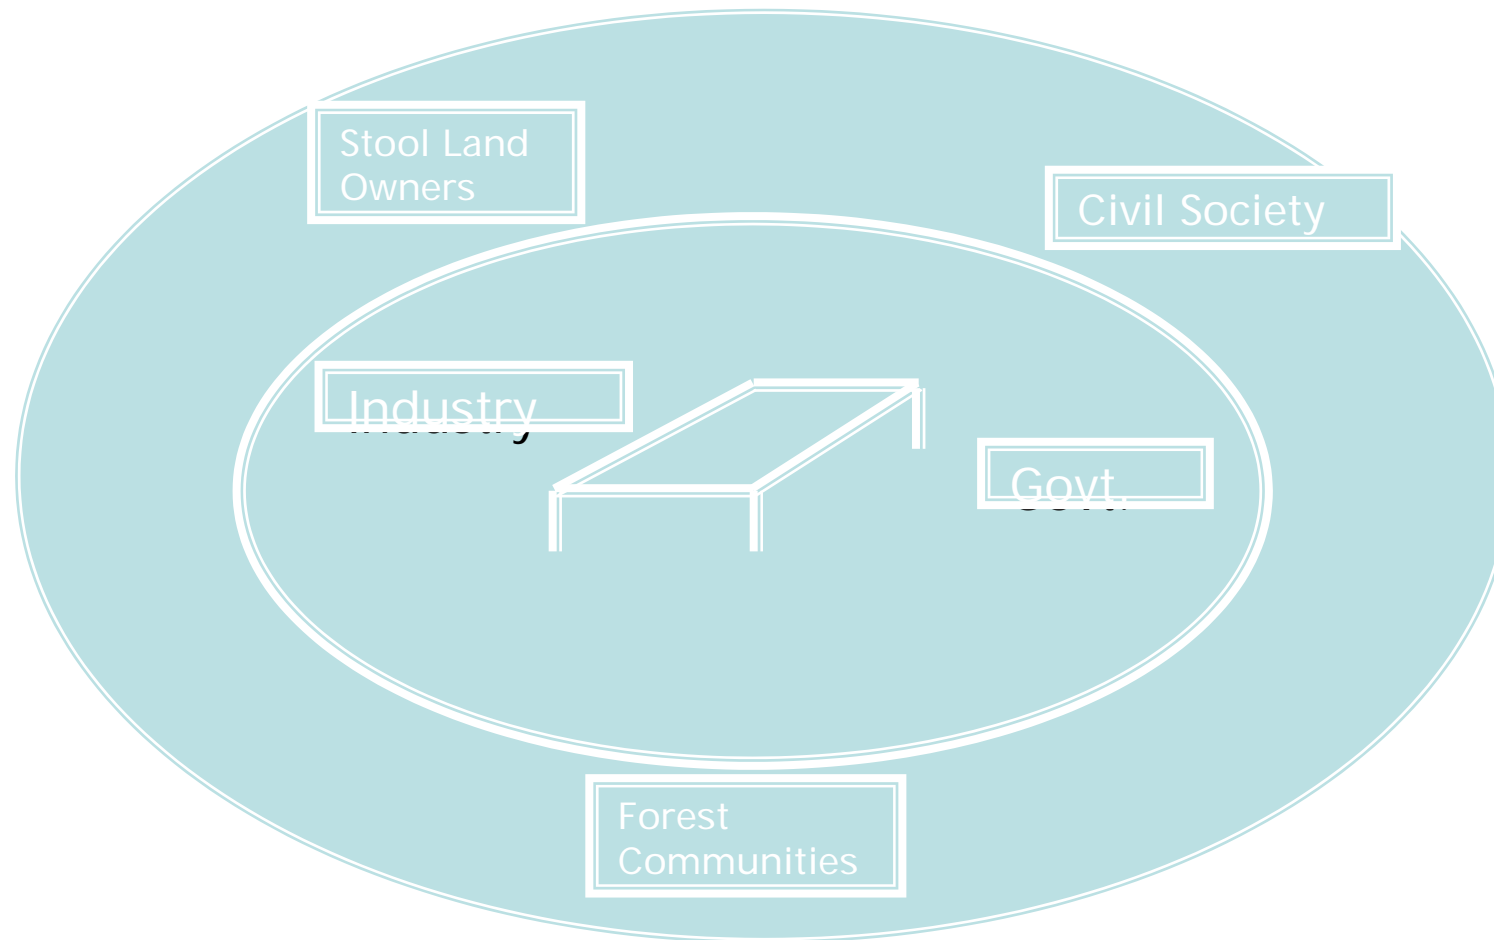 Stool Land
Owners
Civil Society
Industry
Govt.
Forest
Communities